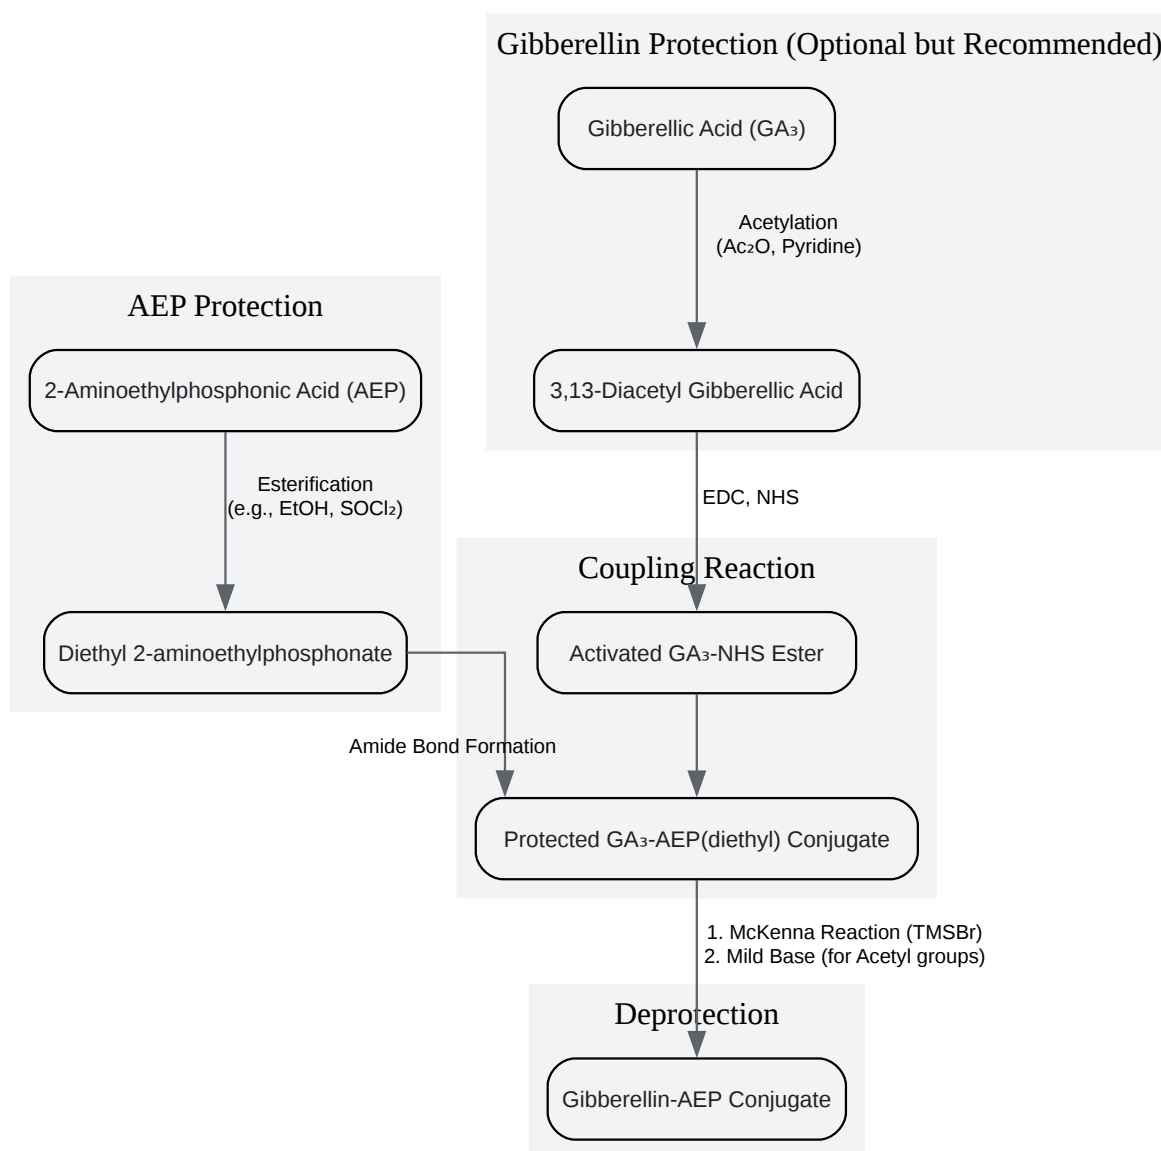 Gibberellin Protection (Optional but Recommended)
Gibberellic Acid (GA₃)
Acetylation
(Ac₂O, Pyridine)
3,13-Diacetyl Gibberellic Acid
AEP Protection
2-Aminoethylphosphonic Acid (AEP)
Esterification
(e.g., EtOH, SOCl₂)
Diethyl 2-aminoethylphosphonate
EDC, NHS
Coupling Reaction
Activated GA₃-NHS Ester
Amide Bond Formation
Protected GA₃-AEP(diethyl) Conjugate
1. McKenna Reaction (TMSBr)
2. Mild Base (for Acetyl groups)
Deprotection
Gibberellin-AEP Conjugate